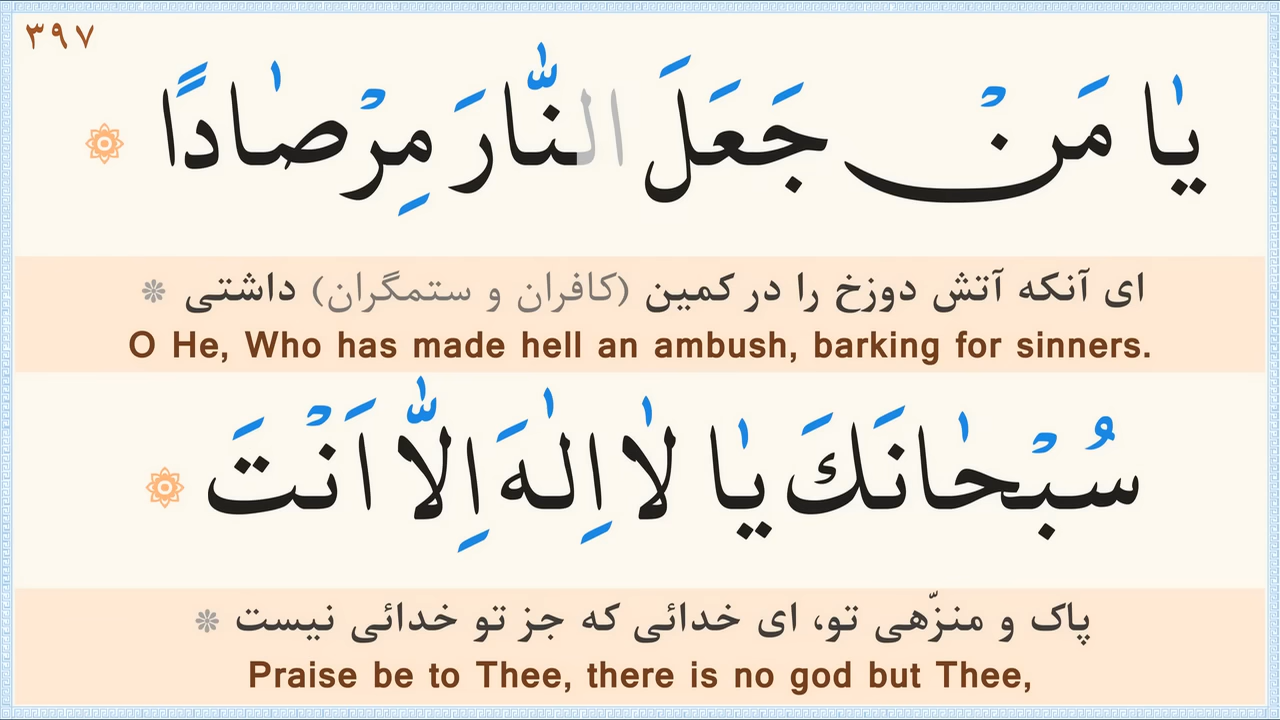 ٣٩٧
يٰا مَنْ جَعَلَ النّٰارَ مِرْصٰادًا
ای آنکه آتش دوزخ را در کمین (کافران و ستمگران) داشتی
O He, Who has made hell an ambush, barking for sinners.
سُبْحٰانَكَ يٰا لٰا اِلٰهَ اِلّٰا اَنْتَ
پاک و منزّهی تو، ای خدائی که جز تو خدائی نیست
Praise be to Thee, there is no god but Thee,